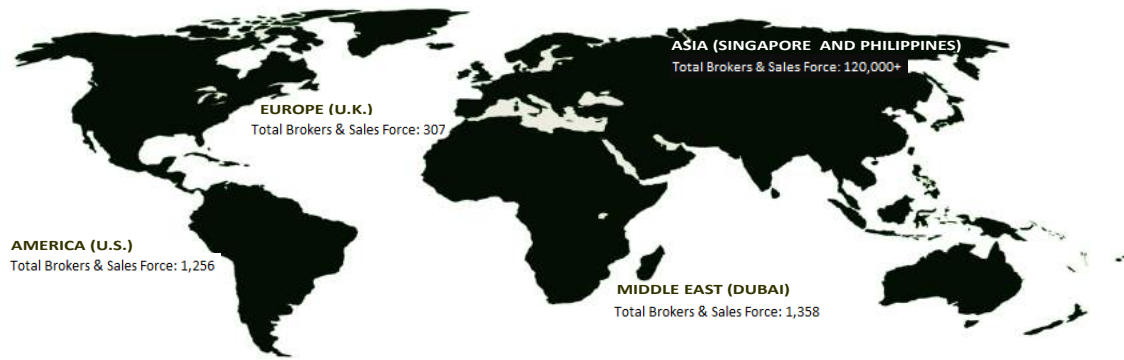 ASIA (SINGAPORE AND PHILIPPINES)
Total Brokers & Sales Force: 120,000+
EUROPE (U.K.)
Total Brokers & Sales Force: 307
AMERICA (U.S.)
Total Brokers & Sales Force: 1,256
MIDDLE EAST (DUBAI)
Total Brokers & Sales Force: 1,358